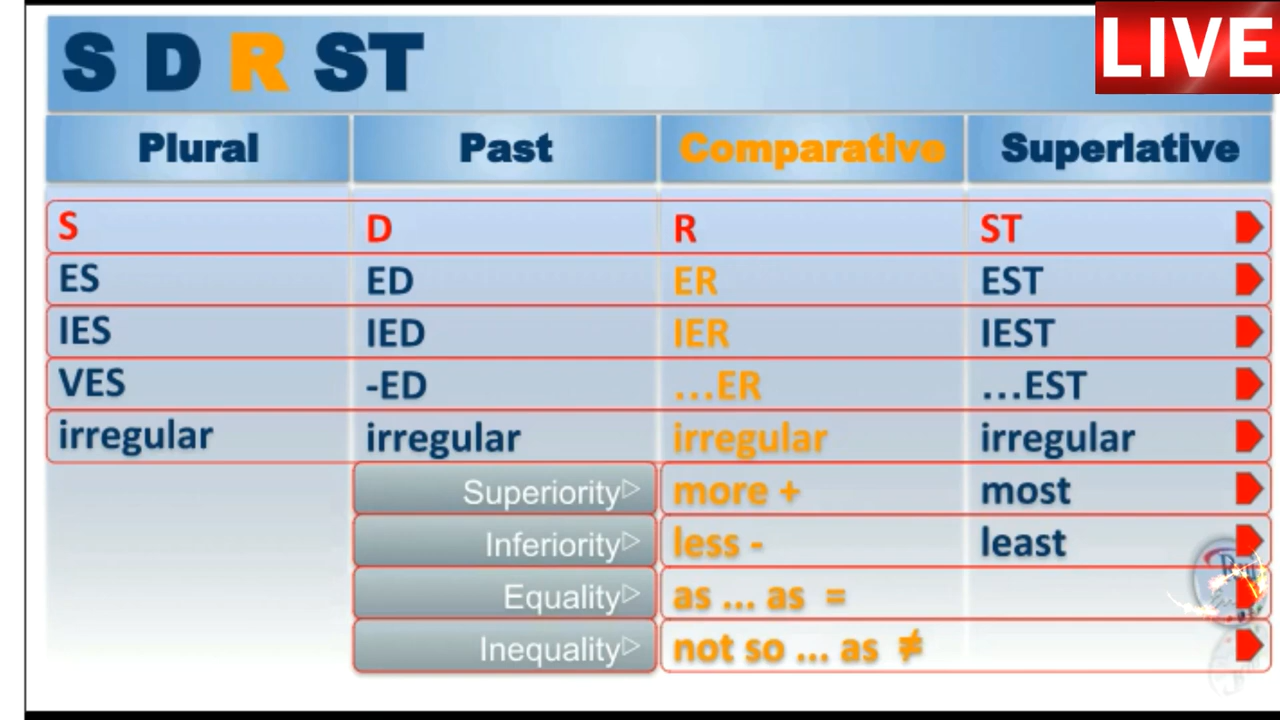 S D R ST
LIVE
Plural Past Comparative Superlative
S D R ST
ES ED ER EST
IES IED IER IEST
VES -ED ...ER ...EST
irregular irregular irregular irregular
Superiority more + most
Inferiority less - least
Equality as ... as =
Inequality not so ... as ≠